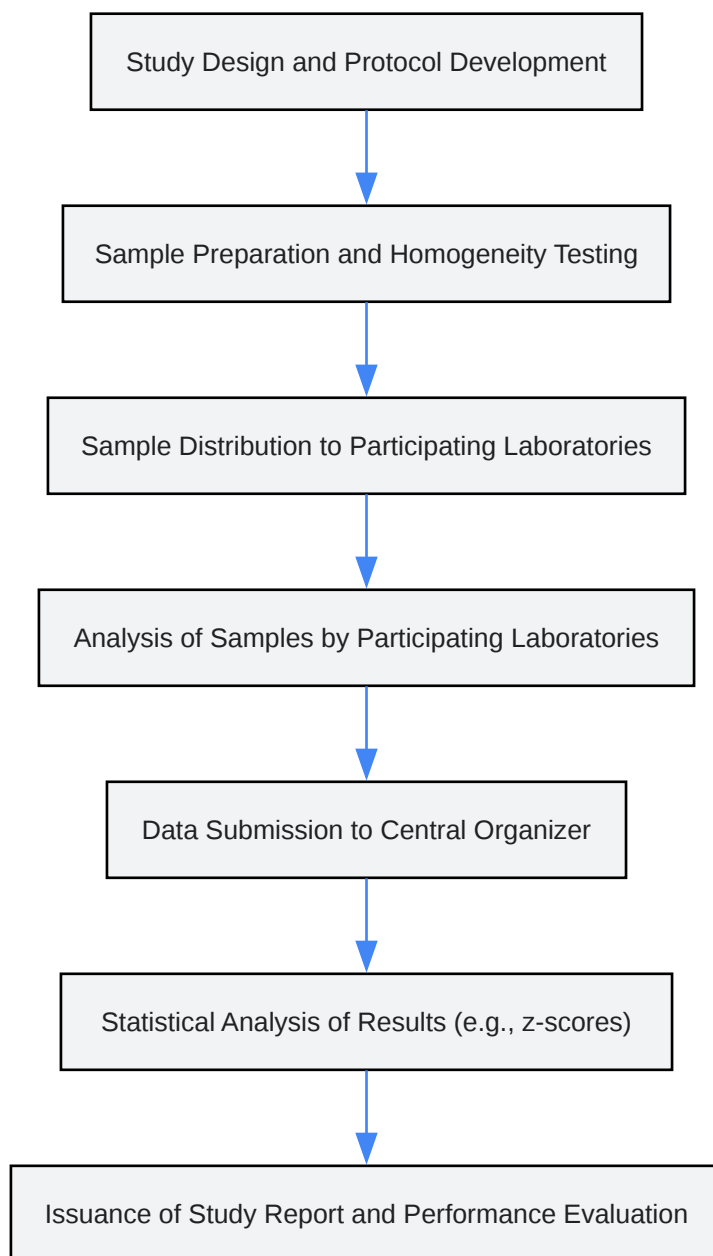 Study Design and Protocol Development
Sample Preparation and Homogeneity Testing
Sample Distribution to Participating Laboratories
Analysis of Samples by Participating Laboratories
Data Submission to Central Organizer
Statistical Analysis of Results (e.g., z-scores)
Issuance of Study Report and Performance Evaluation